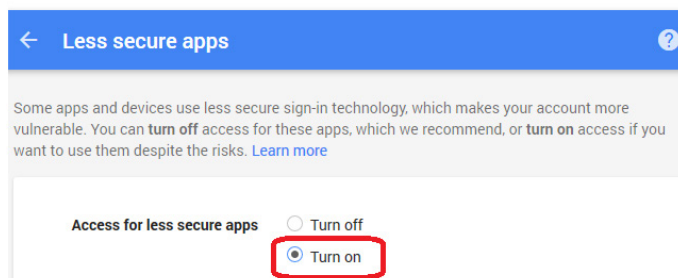 Less secure apps
Some apps and devices use less secure sign-in technology, which makes your account more
vulnerable. You can turn off access for these apps, which we recommend, or turn on access if you
want to use them despite the risks. Learn more
Access for less secure apps
Turn off
Turn on